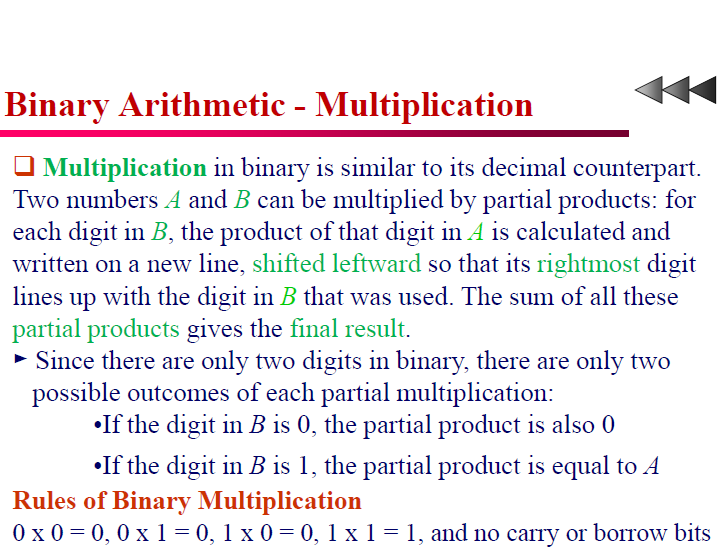 Binary Arithmetic - Multiplication
❑ Multiplication in binary is similar to its decimal counterpart.
Two numbers A and B can be multiplied by partial products: for
each digit in B, the product of that digit in A is calculated and
written on a new line, shifted leftward so that its rightmost digit
lines up with the digit in B that was used. The sum of all these
partial products gives the final result.
► Since there are only two digits in binary, there are only two
possible outcomes of each partial multiplication:
•If the digit in B is 0, the partial product is also 0
•If the digit in B is 1, the partial product is equal to A
Rules of Binary Multiplication
0 x 0 = 0, 0 x 1 = 0, 1 x 0 = 0, 1 x 1 = 1, and no carry or borrow bits